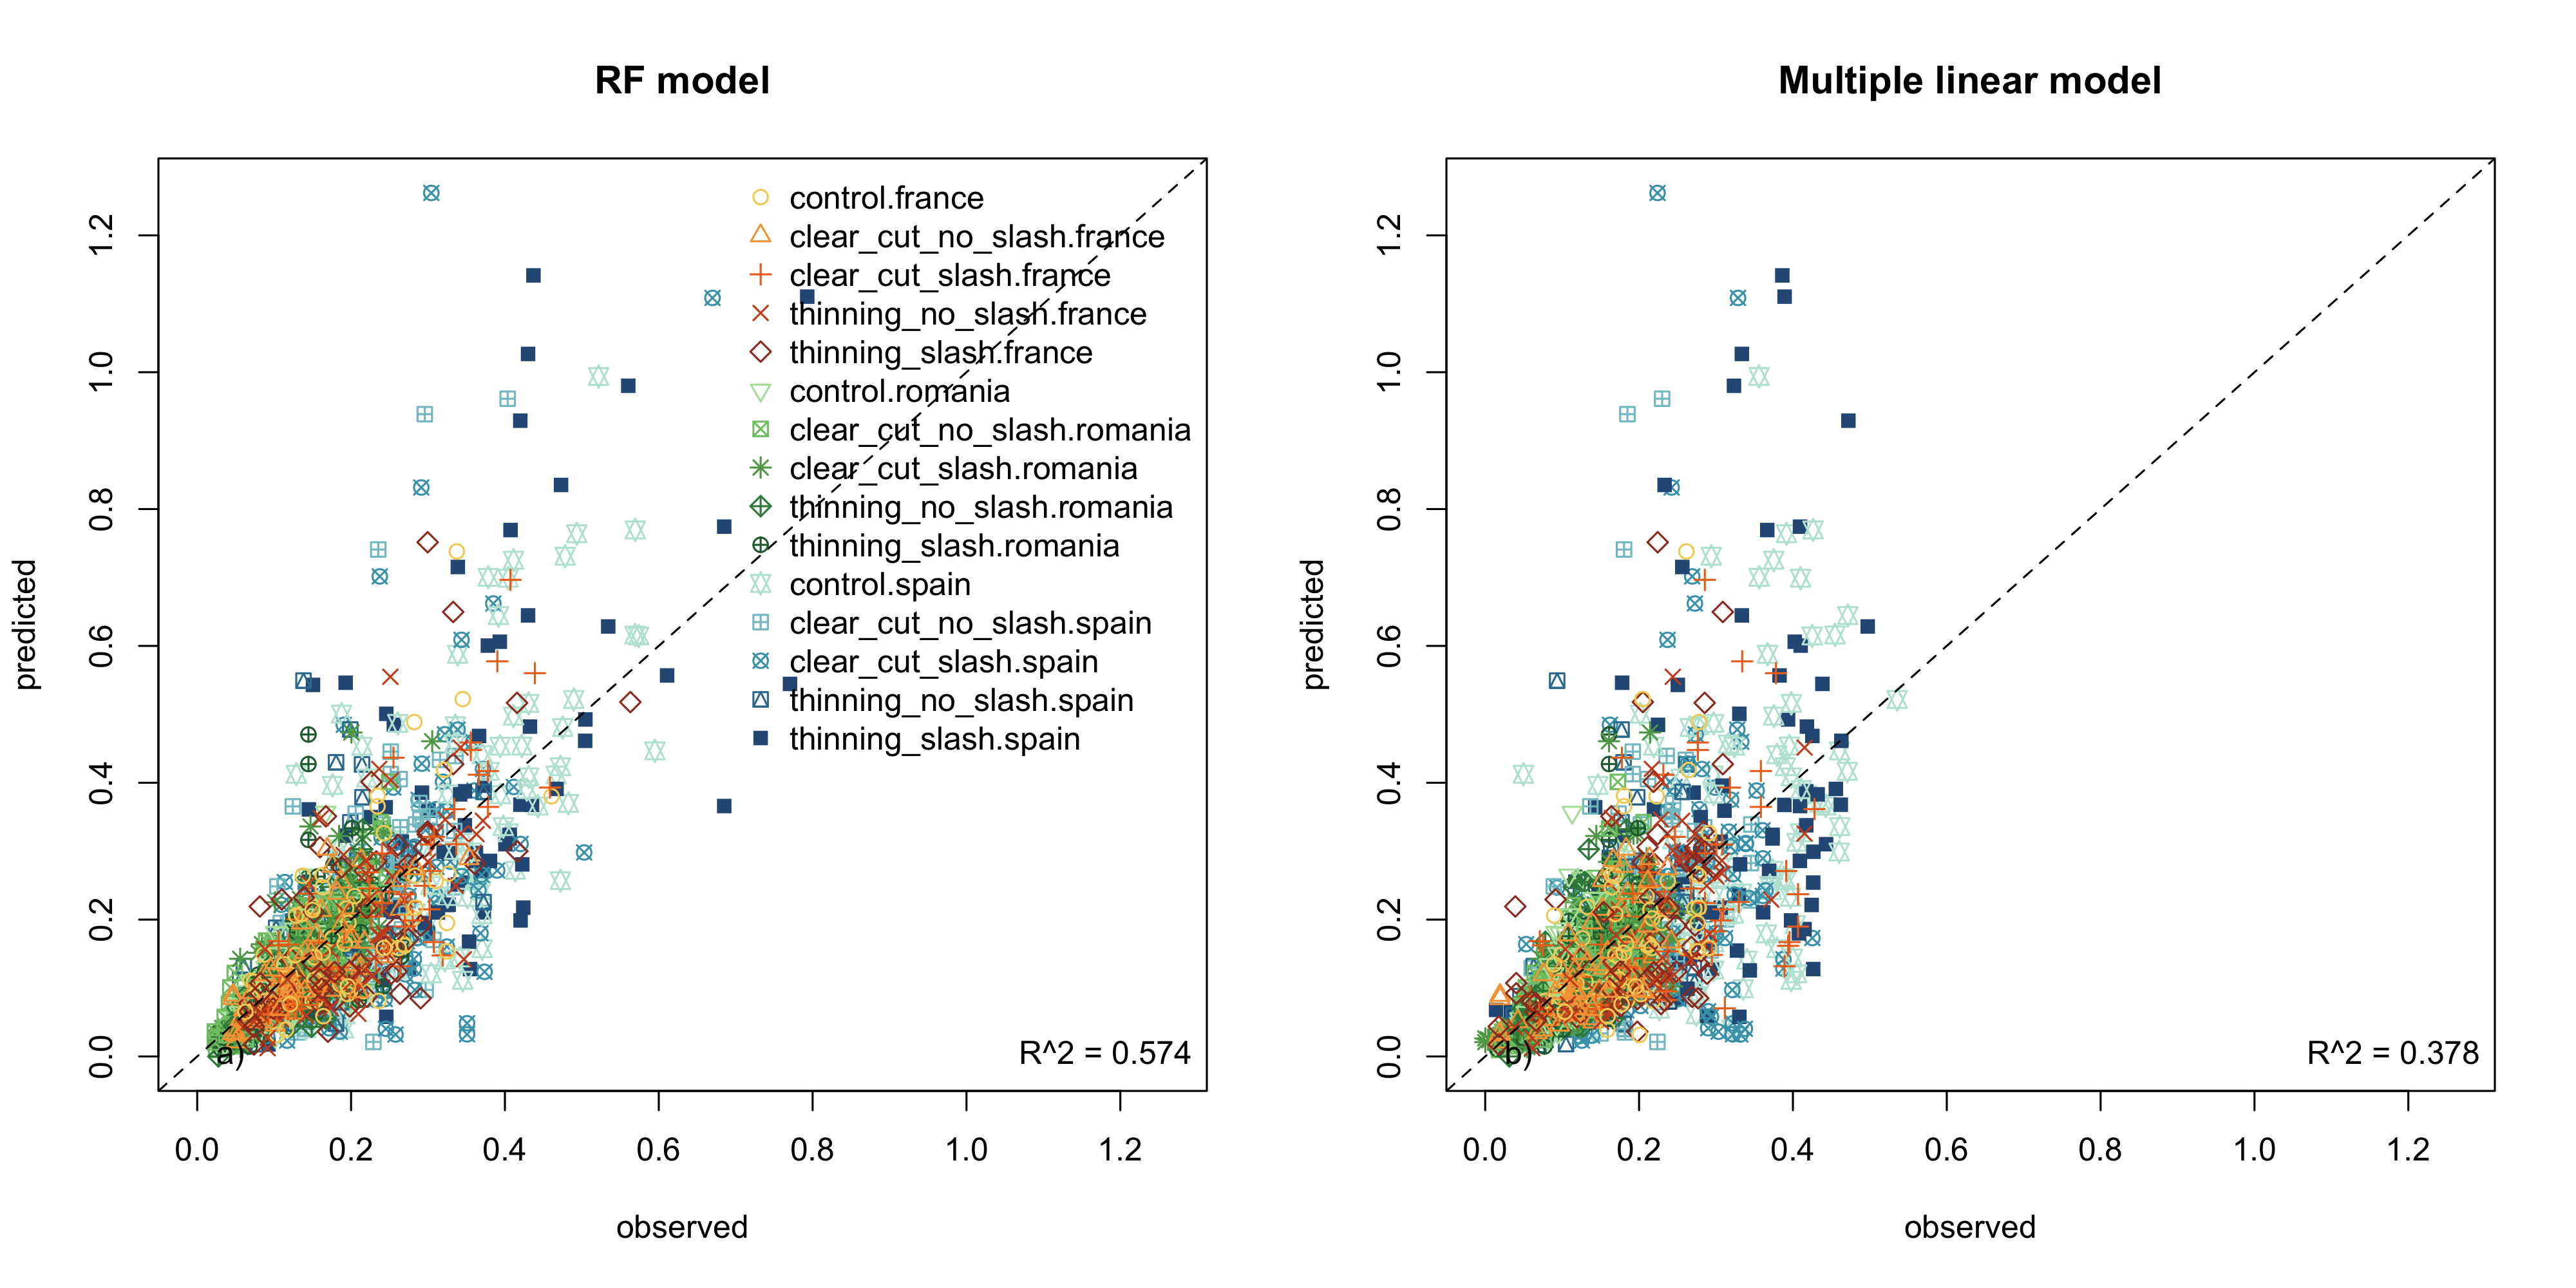 RF model
predicted
1.2
1.0
0.8
0.6
0.4
0.2
0.0
control.france
clear_cut_no_slash.france
clear_cut_slash.france
thinning_no_slash.france
thinning_slash.france
control.romania
clear_cut_no_slash.romania
clear_cut_slash.romania
thinning_no_slash.romania
thinning_slash.romania
control.spain
clear_cut_no_slash.spain
clear_cut_slash.spain
thinning_no_slash.spain
thinning_slash.spain
a)
R^2 = 0.574
0.0 0.2 0.4 0.6 0.8 1.0 1.2
observed
Multiple linear model
predicted
1.2
1.0
0.8
0.6
0.4
0.2
0.0
b)
R^2 = 0.378
0.0 0.2 0.4 0.6 0.8 1.0 1.2
observed